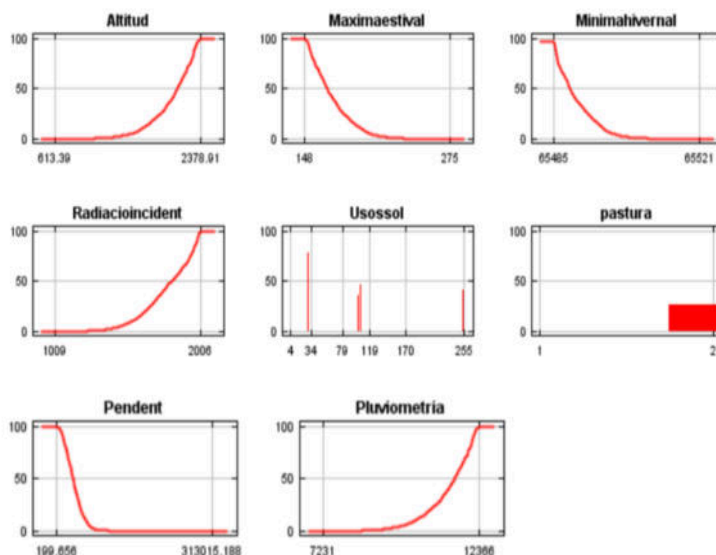 Altitud Maximaestival Minimahivernal
100 100 100
50 50 50
0 0 0
613.39 2378.91 148 275 65485 65521
Radiacioincident Usossol pastura
100 100 100
50 50 50
0 0 0
1009 2006 4 34 79 119 170 255 1 2
Pendent Pluviometria
100 100
50 50
0 0
199.656 313015.188 7231 12366